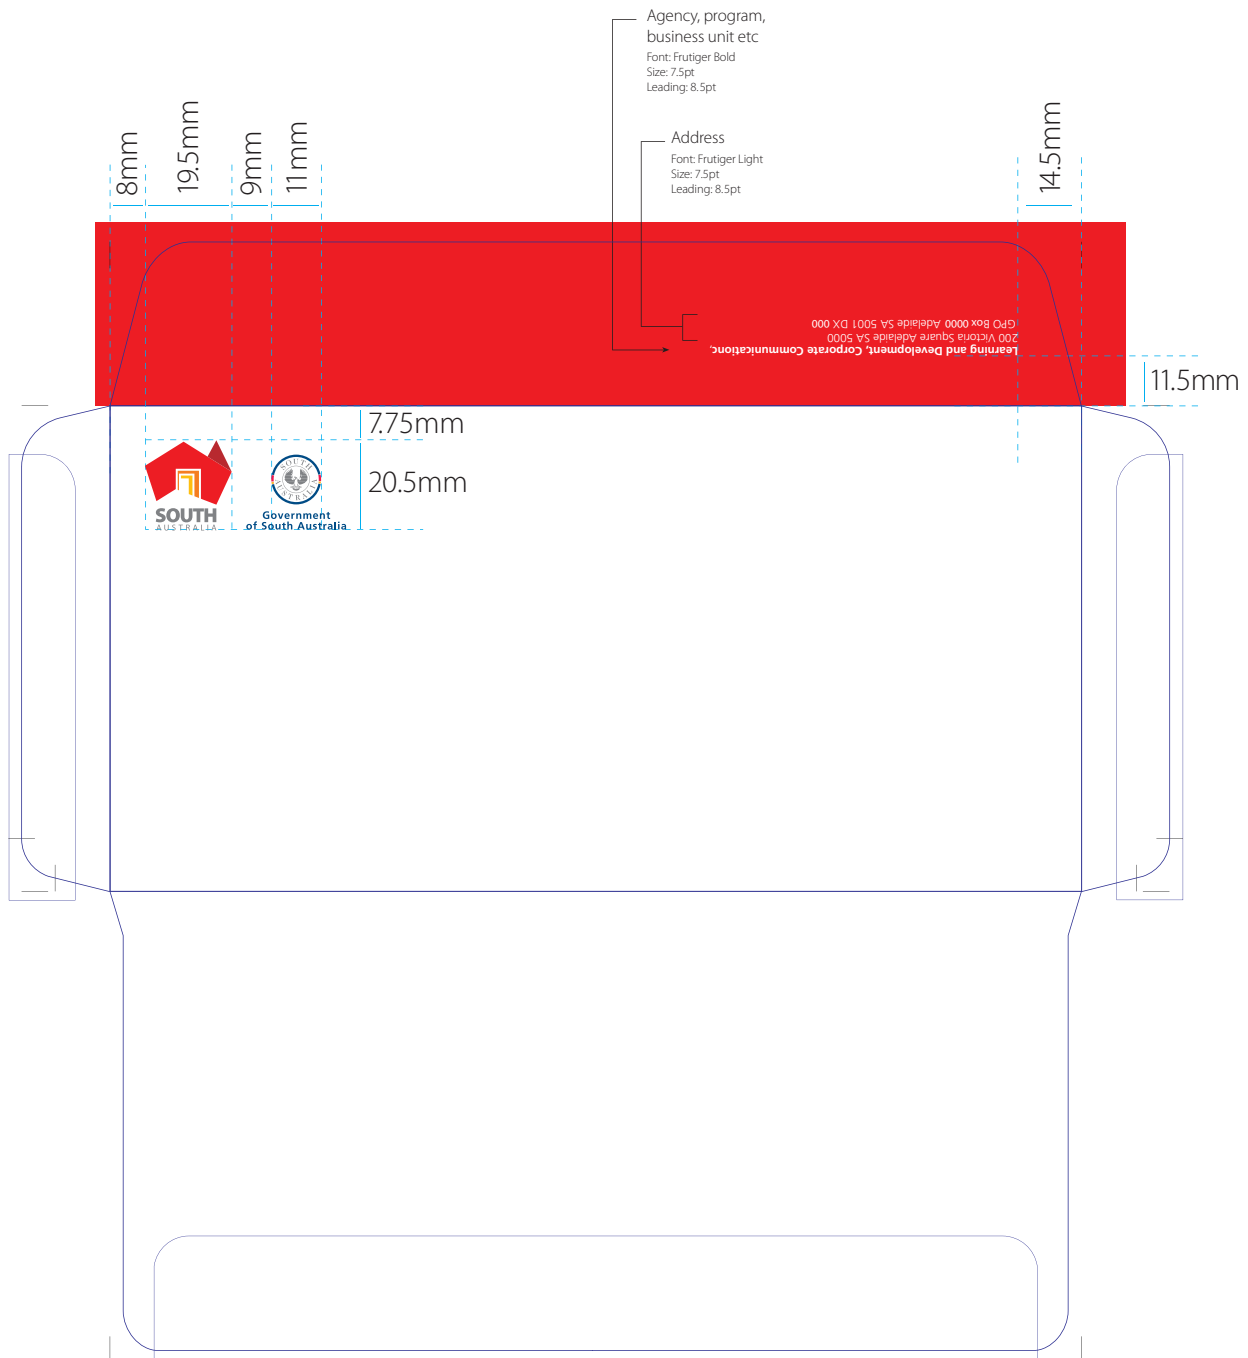 Agency, program,
business unit etc
Font: Frutiger Bold
Size: 7.5pt
Leading: 8.5pt
Address
Font: Frutiger Light
Size: 7.5pt
Leading: 8.5pt
8mm
19.5mm
9mm
11mm
14.5mm
Learning and Development, Corporate Communications
200 Victoria Square Adelaide SA 5000
GPO Box 0000 Adelaide SA 5001 DX 000
11.5mm
7.75mm
20.5mm
SOUTH
AUSTRALIA
SOUTH
AUSTRALIA
Government
of South Australia